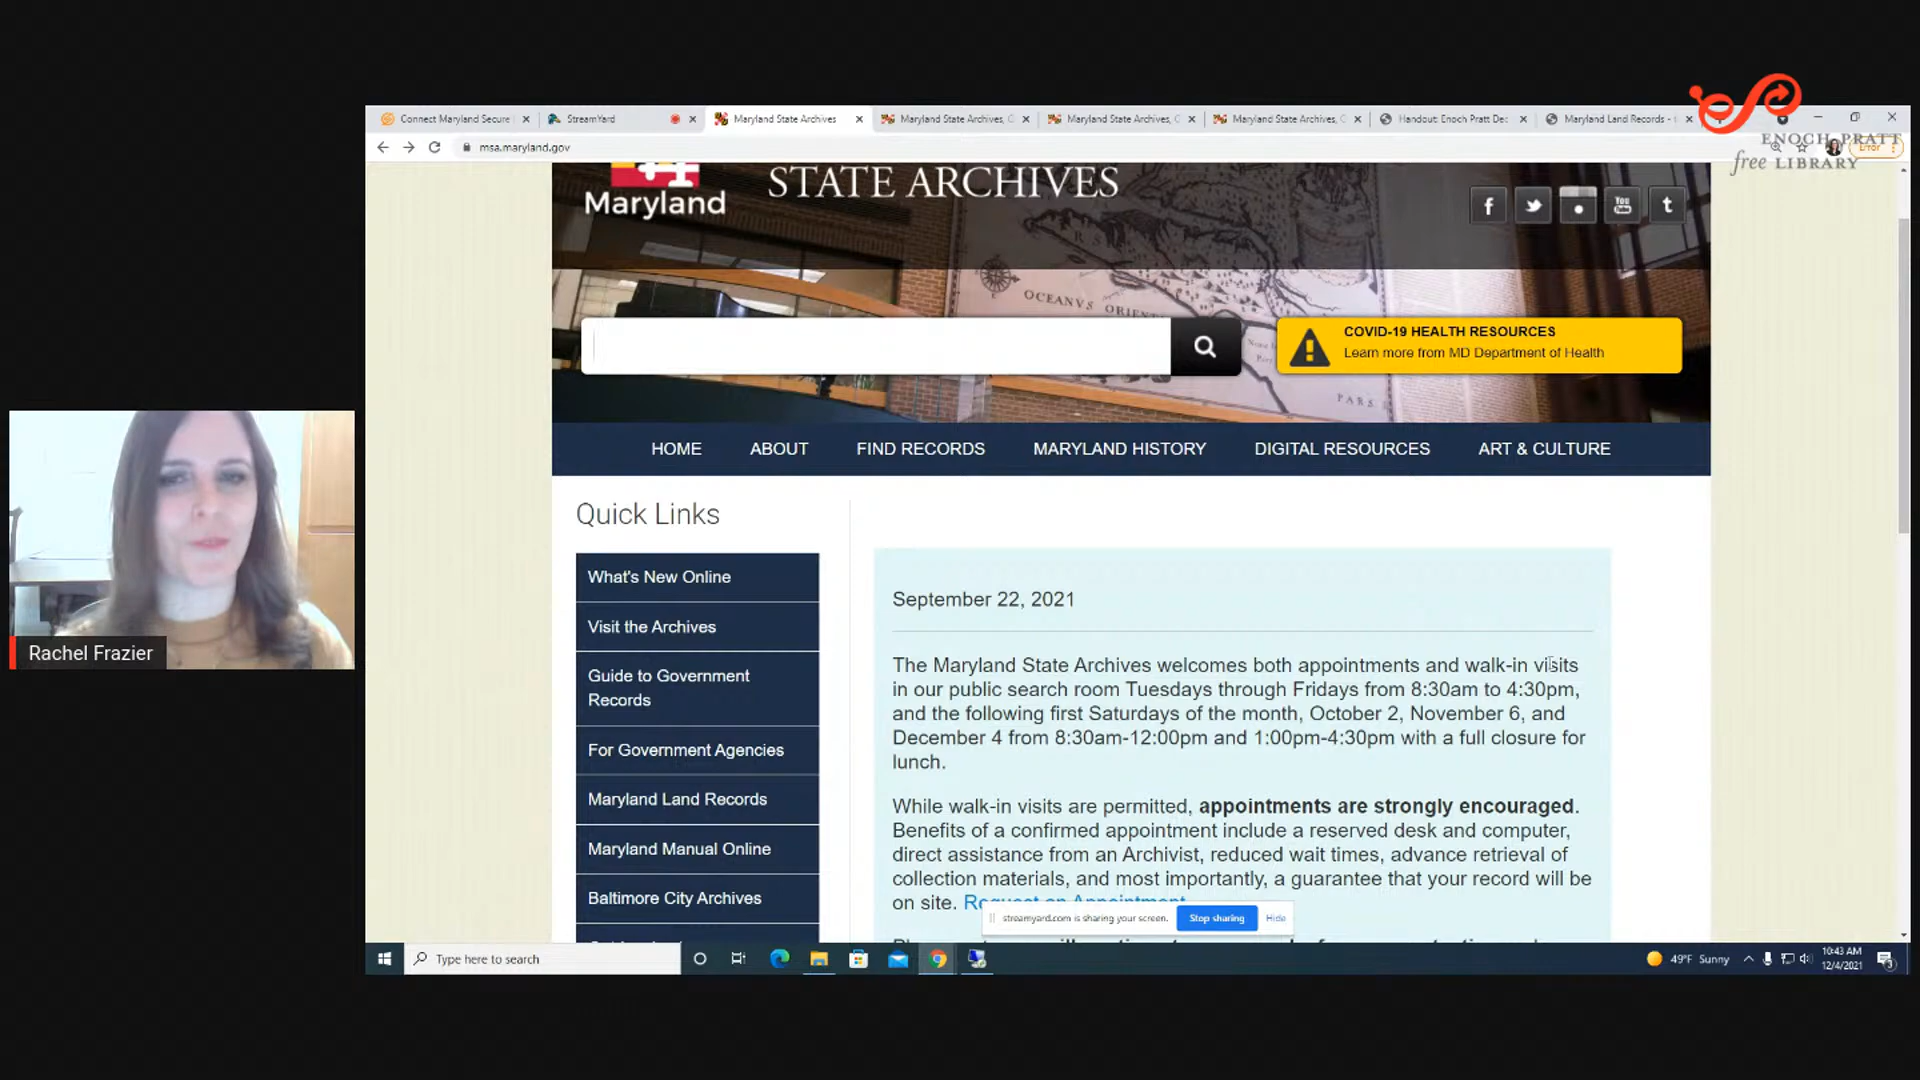 Connect Maryland Secure
StreamYard
Maryland State Archives
Maryland State Archives, C
Maryland State Archives, C
Maryland State Archives, C
Handout: Enoch Pratt Dec
Maryland Land Records -
msa.maryland.gov
Error
ENOCH PRATT
free LIBRARY
Maryland
STATE ARCHIVES
f
You
t
OCEANVS ORIEN
PARS
COVID-19 HEALTH RESOURCES
Learn more from MD Department of Health
HOME ABOUT FIND RECORDS MARYLAND HISTORY DIGITAL RESOURCES ART & CULTURE
Quick Links
What's New Online
Visit the Archives
Guide to Government
Records
For Government Agencies
Maryland Land Records
Maryland Manual Online
Baltimore City Archives
September 22, 2021
The Maryland State Archives welcomes both appointments and walk-in visits
in our public search room Tuesdays through Fridays from 8:30am to 4:30pm,
and the following first Saturdays of the month, October 2, November 6, and
December 4 from 8:30am-12:00pm and 1:00pm-4:30pm with a full closure for
lunch.
While walk-in visits are permitted, appointments are strongly encouraged.
Benefits of a confirmed appointment include a reserved desk and computer,
direct assistance from an Archivist, reduced wait times, advance retrieval of
collection materials, and most importantly, a guarantee that your record will be
on site. Request an Appointment
streamyard.com is sharing your screen. Stop sharing Hide
Rachel Frazier
Type here to search
49°F Sunny
10:43 AM
12/4/2021
3